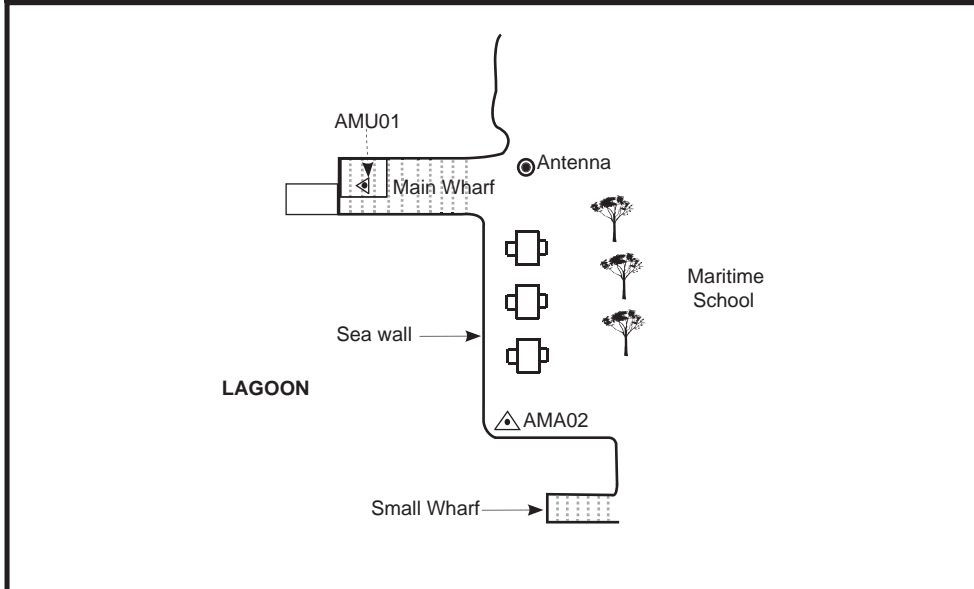 AMU01
Antenna
Main Wharf
Maritime
School
Sea wall
LAGOON
AMA02
Small Wharf